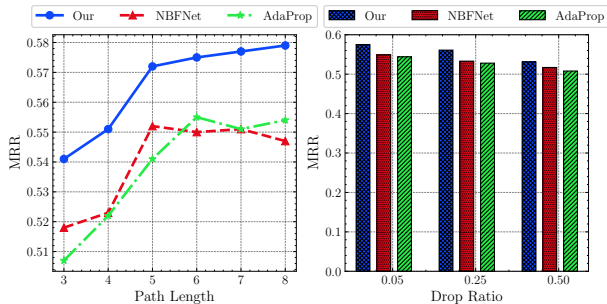 Our NBFNet AdaProp
MRR
0.58
0.57
0.56
0.55
0.54
0.53
0.52
0.51
3 4 5 6 7 8
Path Length
Our NBFNet AdaProp
MRR
0.6
0.5
0.4
0.3
0.2
0.1
0.0
0.05 0.25 0.50
Drop Ratio